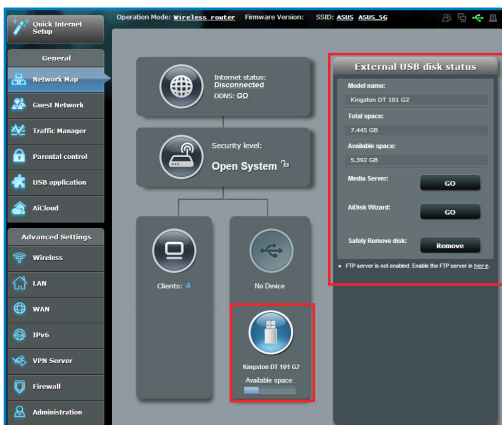 Quick Internet
Setup
Operation Mode: Wireless router Firmware Version: SSID: ASUS ASUS_5G
General
Network Map
Guest Network
Traffic Manager
Parental control
USB application
AiCloud
Advanced Settings
Wireless
LAN
WAN
IPv6
VPN Server
Firewall
Administration
Internet status:
Disconnected
DDNS: GO
Security level:
Open System
Clients: 4
No Device
Kingston DT 101 G2
Available space:
External USB disk status
Model name:
Kingston DT 101 G2
Total space:
7.445 GB
Available space:
5.392 GB
Media Server: GO
AiDisk Wizard: GO
Safely Remove disk: Remove
• FTP server is not enabled. Enable the FTP server in here.